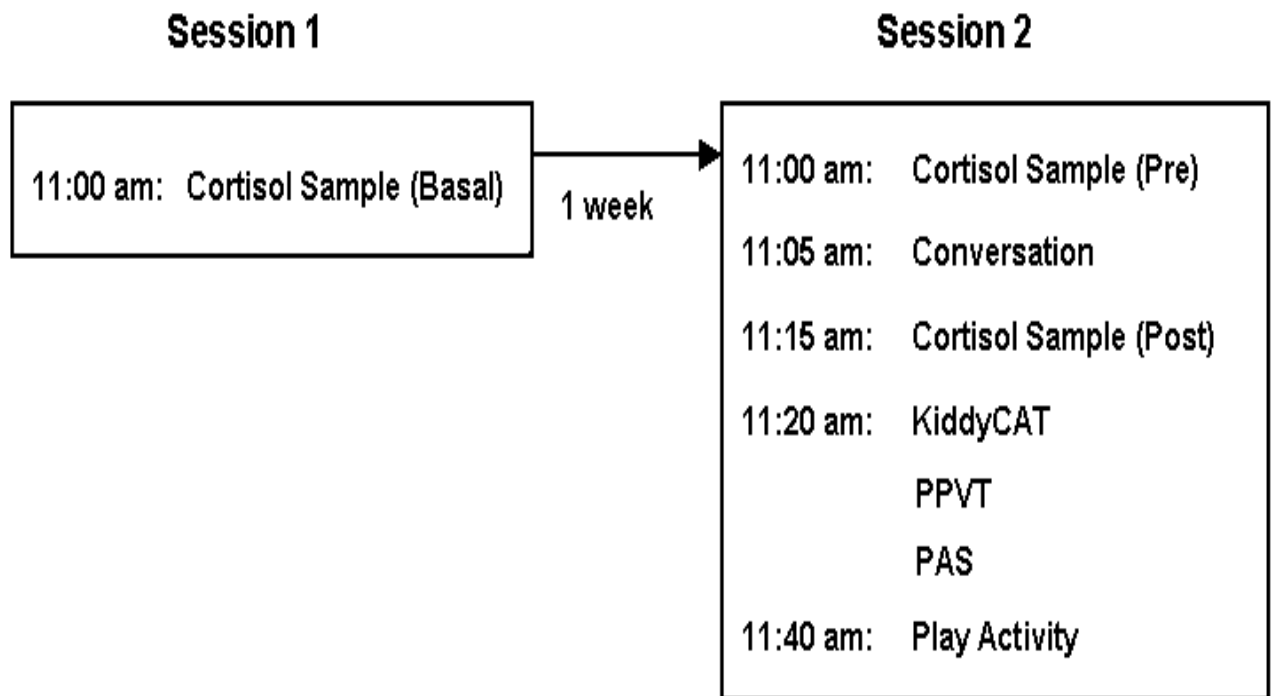 Session 1
11:00 am: Cortisol Sample (Basal)
1 week
Session 2
11:00 am: Cortisol Sample (Pre)
11:05 am: Conversation
11:15 am: Cortisol Sample (Post)
11:20 am: KiddyCAT
PPVT
PAS
11:40 am: Play Activity